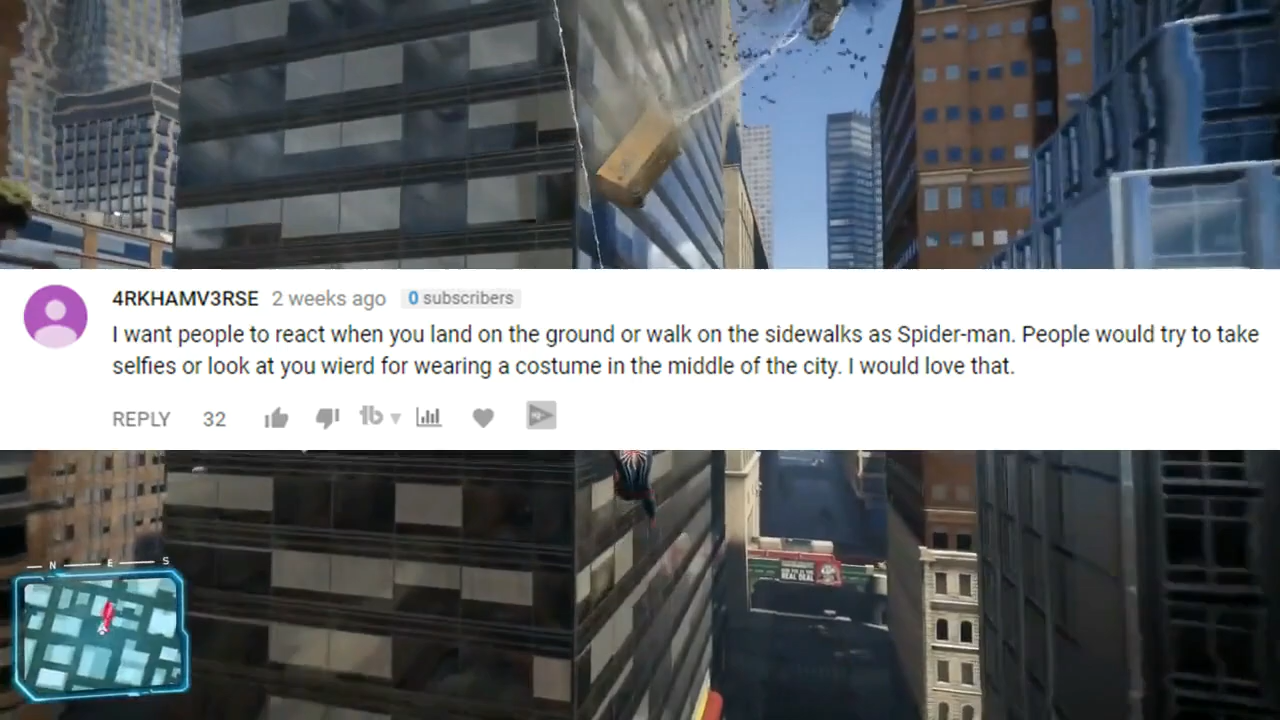 4RKHAMV3RSE 2 weeks ago 0 subscribers
I want people to react when you land on the ground or walk on the sidewalks as Spider-man. People would try to take
selfies or look at you wierd for wearing a costume in the middle of the city. I would love that.
REPLY 32
N E S
REAL DEAL